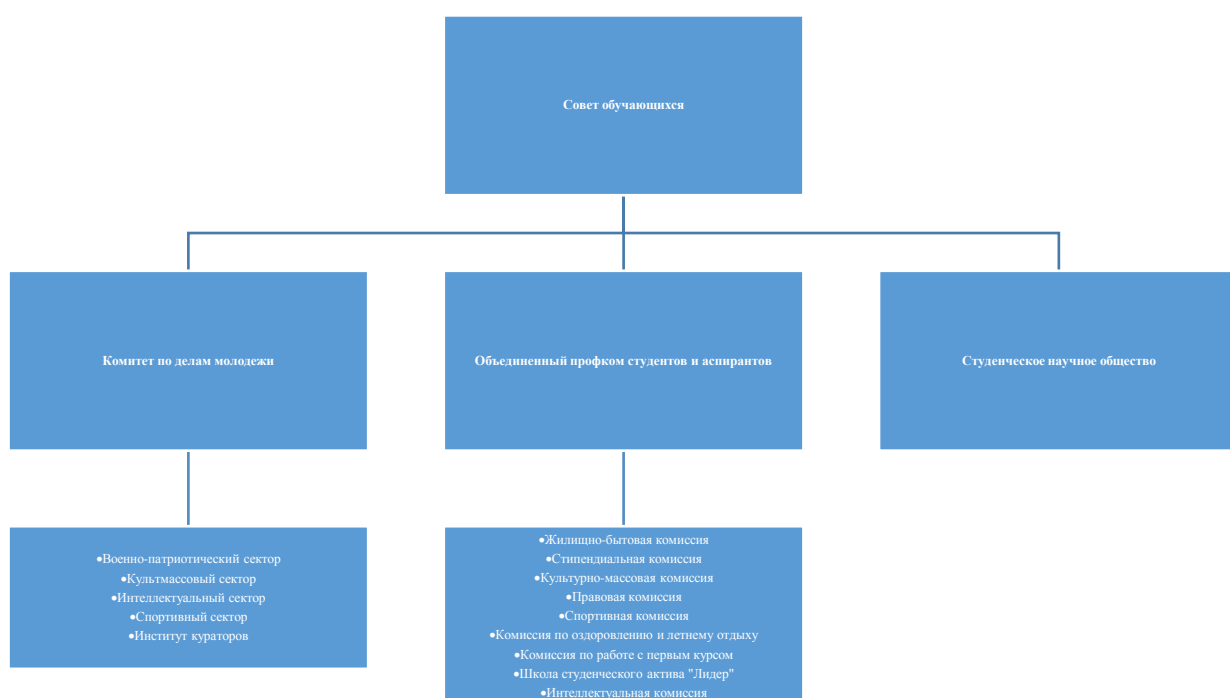 Совет обучающихся
Комитет по делам молодежи
Объединенный профком студентов и аспирантов
Студенческое научное общество
•Военно-патриотический сектор
•Культмассовый сектор
•Интеллектуальный сектор
•Спортивный сектор
•Институт кураторов
•Жилищно-бытовая комиссия
•Стипендиальная комиссия
•Культурно-массовая комиссия
•Правовая комиссия
•Спортивная комиссия
•Комиссия по оздоровлению и летнему отдыху
•Комиссия по работе с первым курсом
•Школа студенческого актива "Лидер"
•Интеллектуальная комиссия